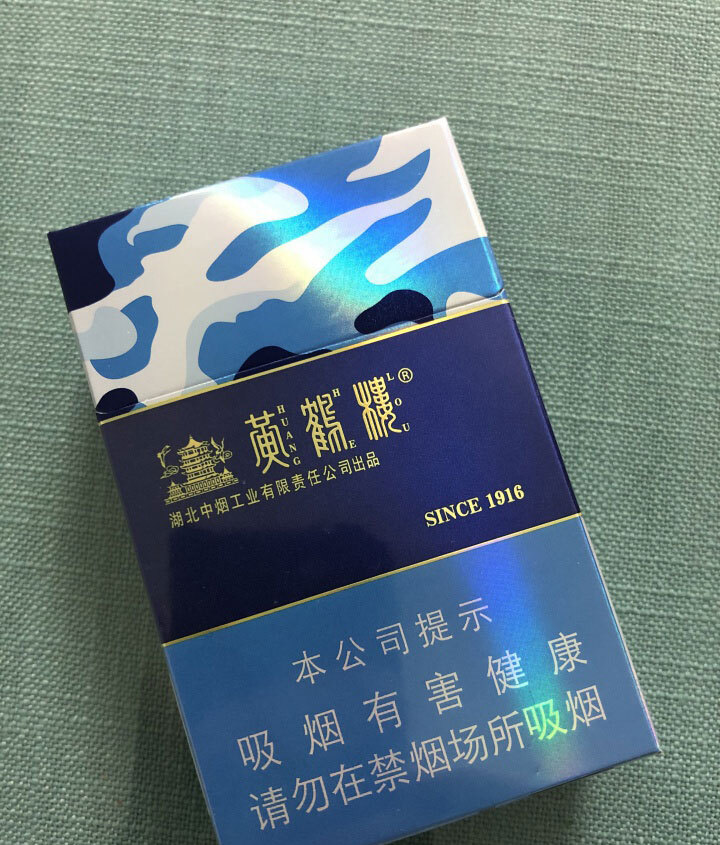 黄鹤楼®
HUANG HE LOU
湖北中烟工业有限责任公司出品
SINCE 1916
本公司提示
吸烟有害健康
请勿在禁烟场所吸烟